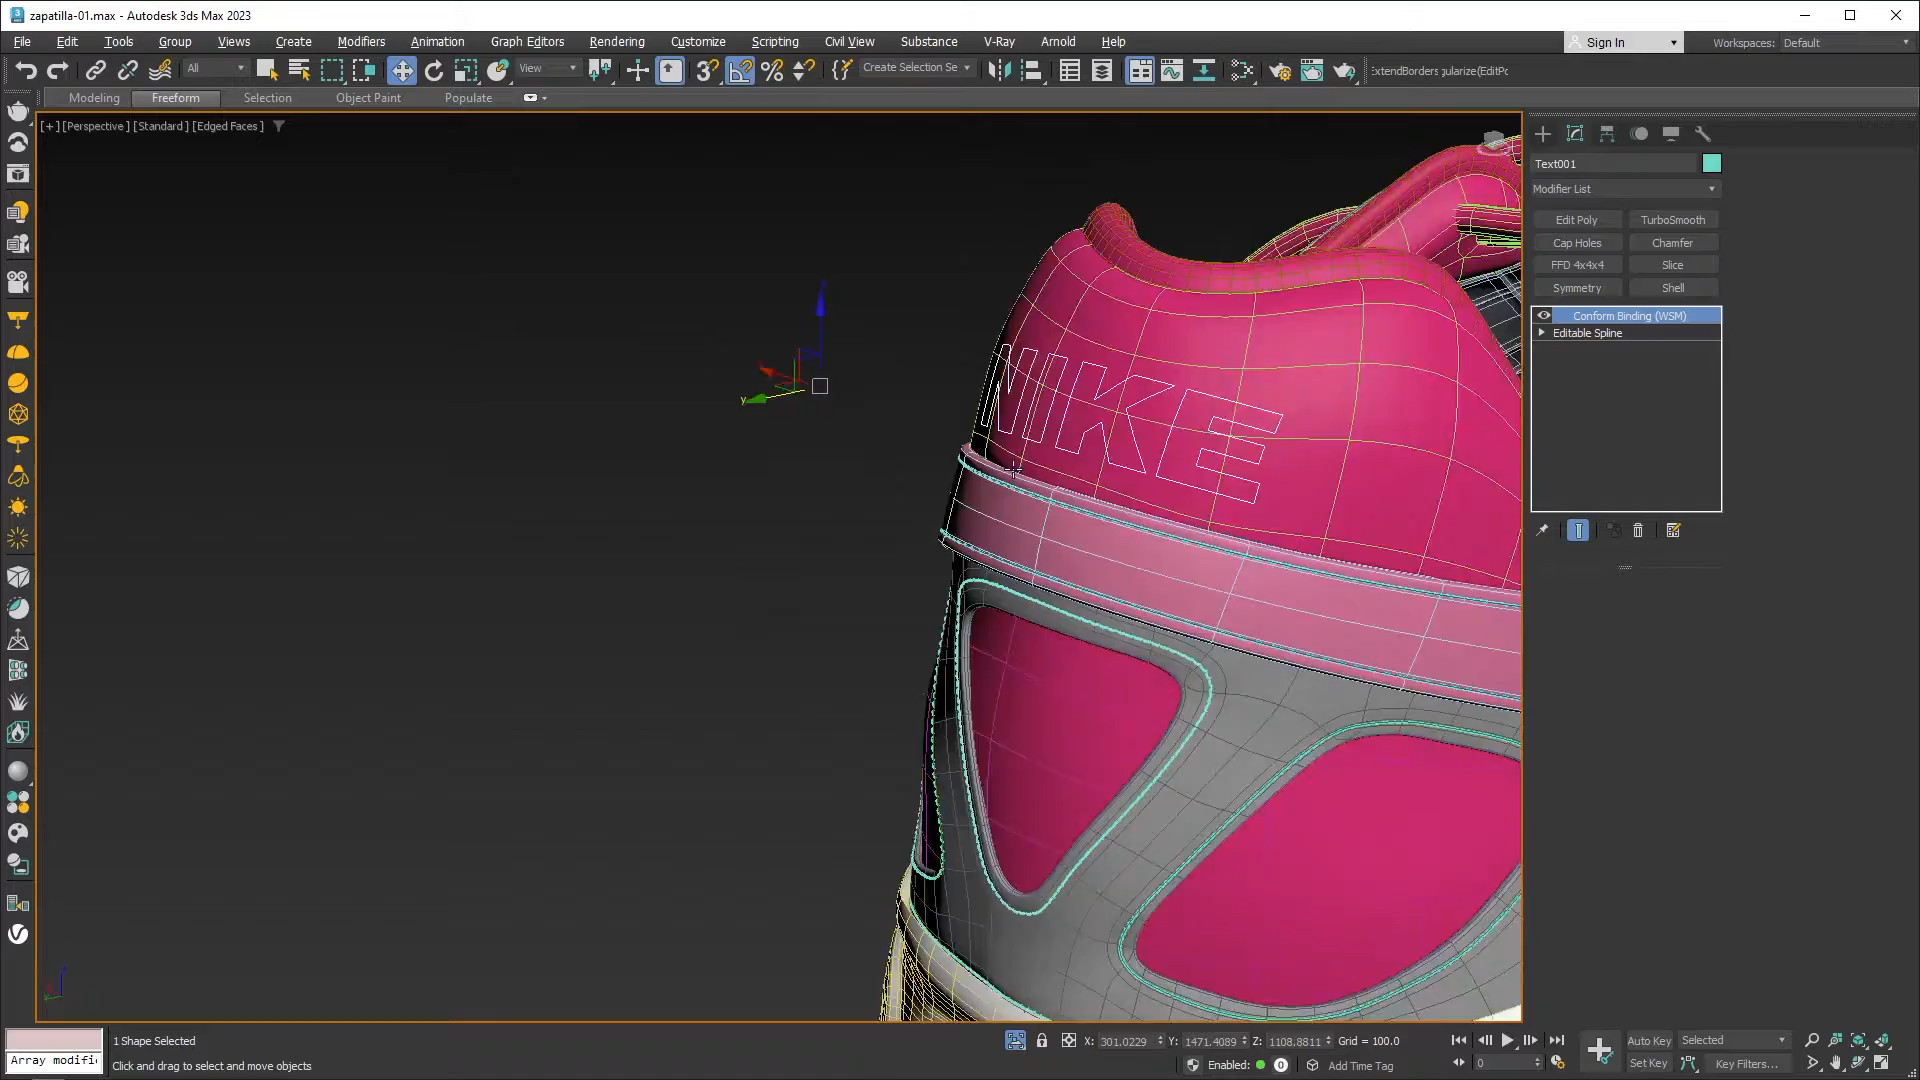 zapatilla-01.max - Autodesk 3ds Max 2023
File Edit Tools Group Views Create Modifiers Animation Graph Editors Rendering Customize Scripting Civil View Substance V-Ray Arnold Help
Sign In
Workspaces: Default
All
View
3
Create Selection Se
Modeling Freeform Selection Object Paint Populate
[+] [Perspective ] [Standard ] [Edged Faces ]
Text001
Modifier List
Edit Poly TurboSmooth
Cap Holes Chamfer
FFD 4x4x4 Slice
Symmetry Shell
Conform Binding (WSM)
Editable Spline
y
NIKE
1 Shape Selected
Array modifi
Click and drag to select and move objects
X: 301.0229 Y: 1471.4089 Z: 1108.8811 Grid = 100.0
Enabled: 0 Add Time Tag
0
Auto Key Selected
Set Key Key Filters...